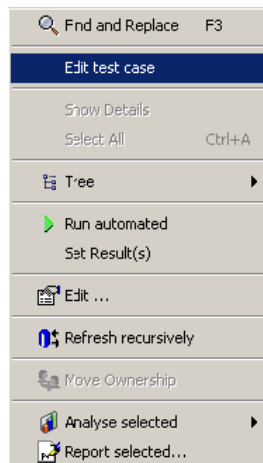 Find and Replace F3
Edit test case
Show Details
Select All Ctrl+A
Tree
Run automated
Set Result(s)
Edit ...
Refresh recursively
Move Ownership
Analyse selected
Report selected...